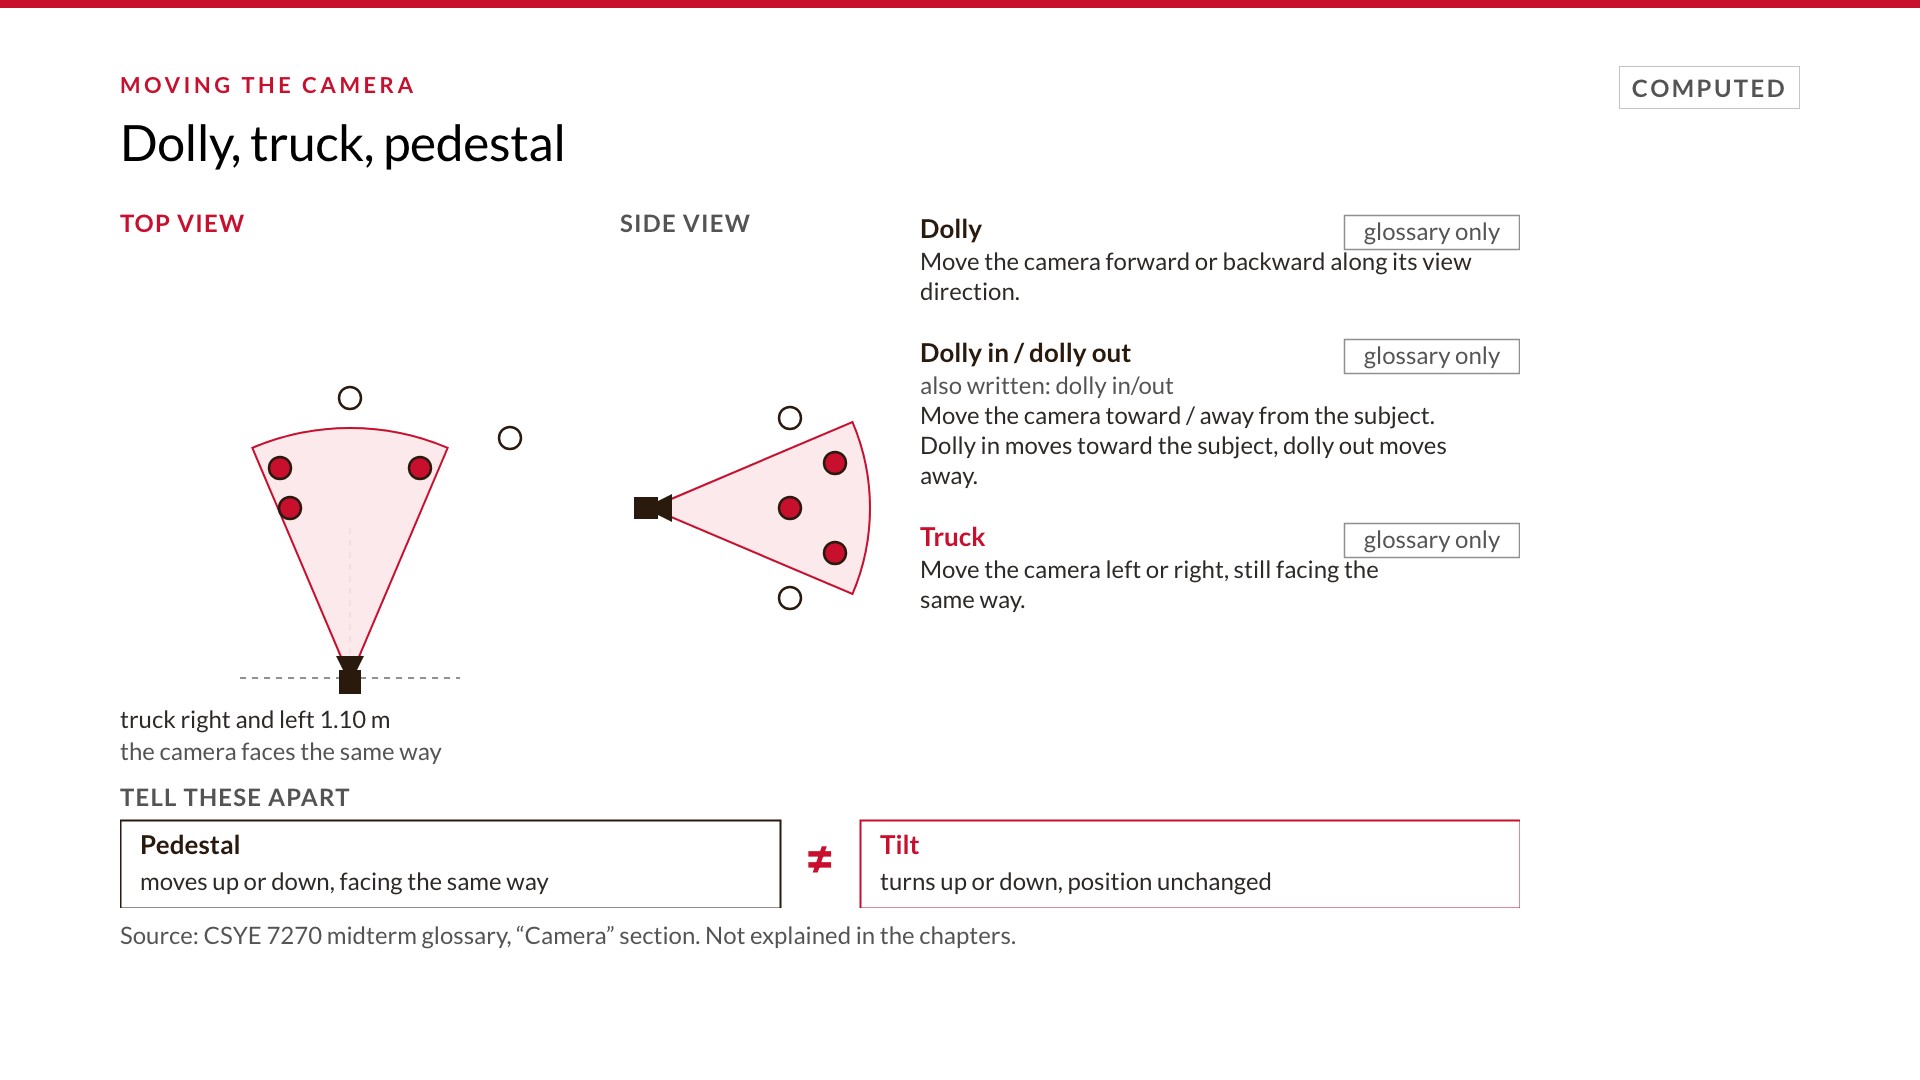 MOVING THE CAMERA
COMPUTED
Dolly, truck, pedestal
TOP VIEW
SIDE VIEW
Dolly
glossary only
Move the camera forward or backward along its view
direction.
Dolly in / dolly out
glossary only
also written: dolly in/out
Move the camera toward / away from the subject.
Dolly in moves toward the subject, dolly out moves
away.
Truck
glossary only
Move the camera left or right, still facing the
same way.
truck right and left 1.10 m
the camera faces the same way
TELL THESE APART
Pedestal
moves up or down, facing the same way
≠
Tilt
turns up or down, position unchanged
Source: CSYE 7270 midterm glossary, “Camera” section. Not explained in the chapters.